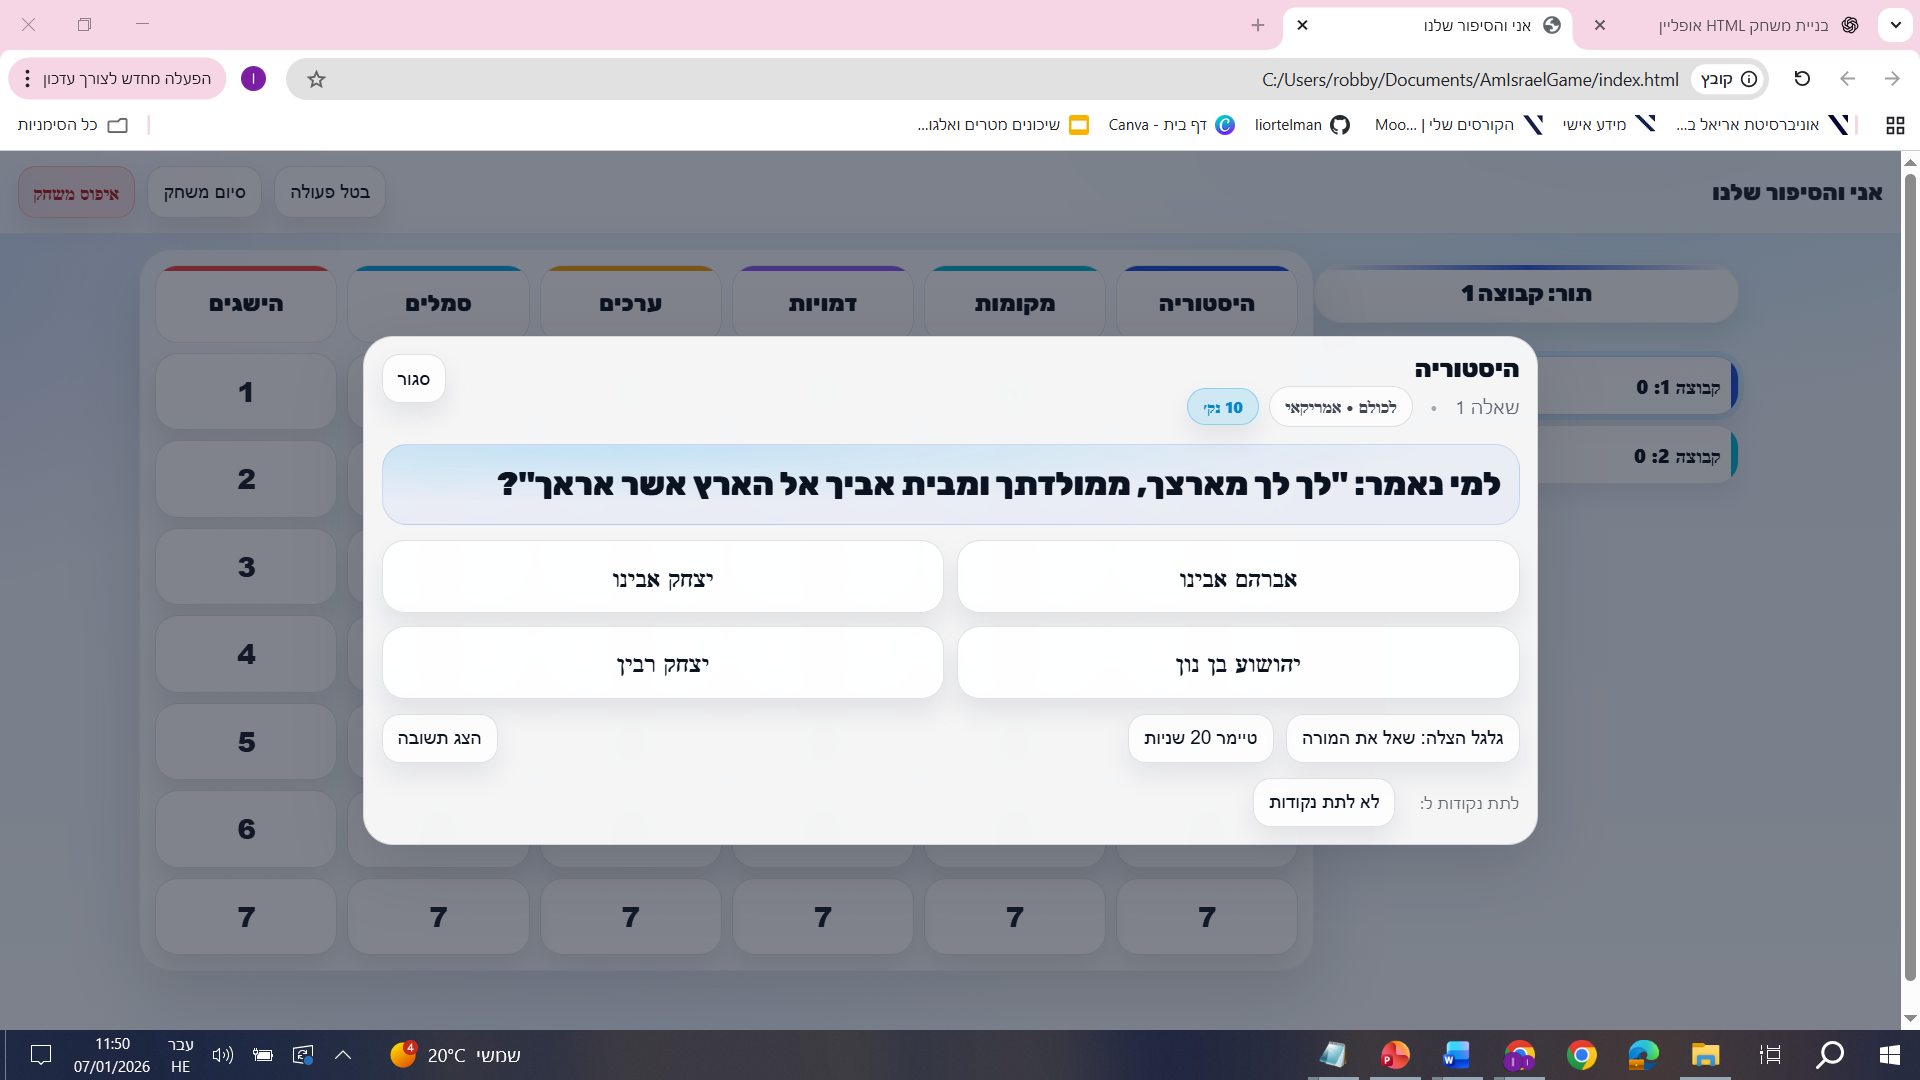 בניית משחק HTML אופליין
אני והסיפור שלנו
קובץ
C:/Users/robby/Documents/AmIsraelGame/index.html
הפעלה מחדש לצורך עדכון
אוניברסיטת אריאל ב...
מידע אישי
הקורסים שלי | Moo...
liortelman
דף בית - Canva
שיכונים מטרים ואלגו...
כל הסימניות
אני והסיפור שלנו
בטל פעולה
סיום משחק
איפוס משחק
תור: קבוצה 1
קבוצה 1: 0
קבוצה 2: 0
היסטוריה
מקומות
דמויות
ערכים
סמלים
הישגים
1
2
3
4
5
6
7
7
7
7
7
7
היסטוריה
סגור
שאלה 1 • לכולם • אמריקאי 10 נק׳
למי נאמר: "לך לך מארצך, ממולדתך ומבית אביך אל הארץ אשר אראך"?
אברהם אבינו
יצחק אבינו
יהושוע בן נון
יצחק רבין
גלגל הצלה: שאל את המורה
טיימר 20 שניות
הצג תשובה
לתת נקודות ל:
לא לתת נקודות
20°C שמשי
4
עבר
HE
11:50
07/01/2026